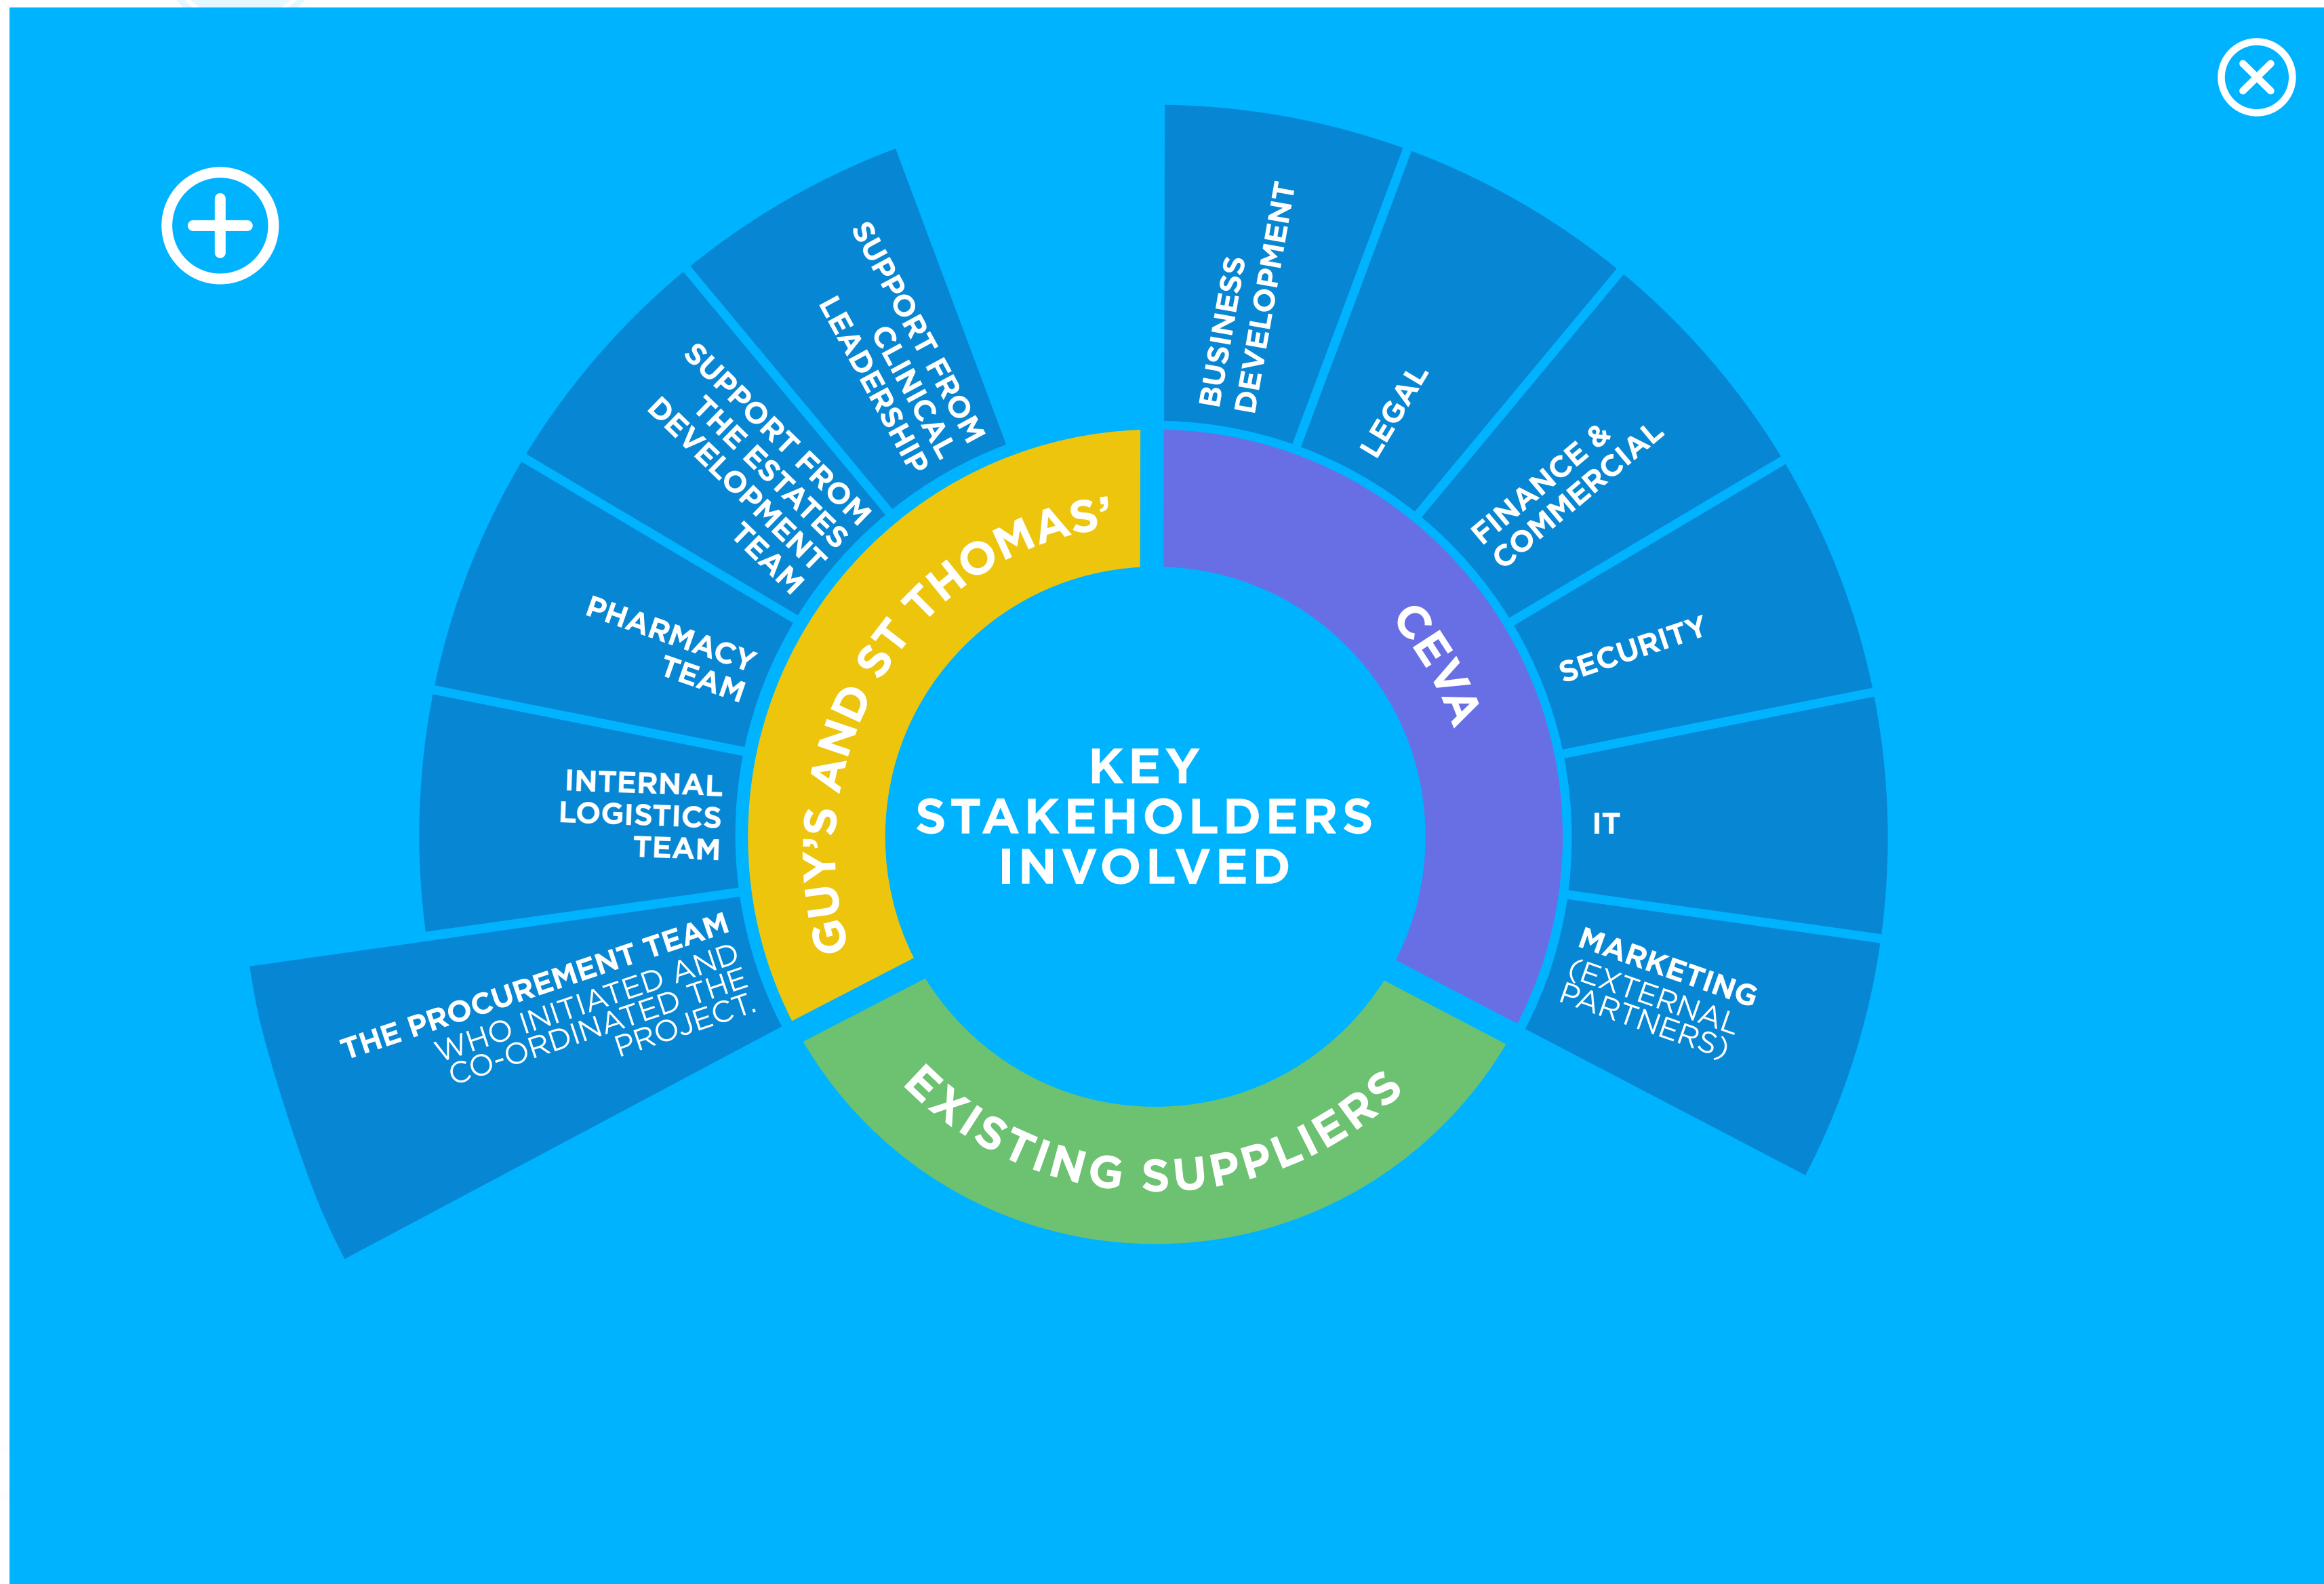 KEY
STAKEHOLDERS
INVOLVED
GUY’S AND ST THOMAS’
THE PROCUREMENT TEAM
WHO INITIATED AND
CO-ORDINATED THE
PROJECT.
INTERNAL
LOGISTICS
TEAM
PHARMACY
TEAM
SUPPORT FROM
THE ESTATES
DEVELOPMENT
TEAM
SUPPORT FROM
CLINICAL
LEADERSHIP
CEVA
BUSINESS
DEVELOPMENT
LEGAL
FINANCE &
COMMERCIAL
SECURITY
IT
MARKETING
(EXTERNAL
PARTNERS)
EXISTING SUPPLIERS